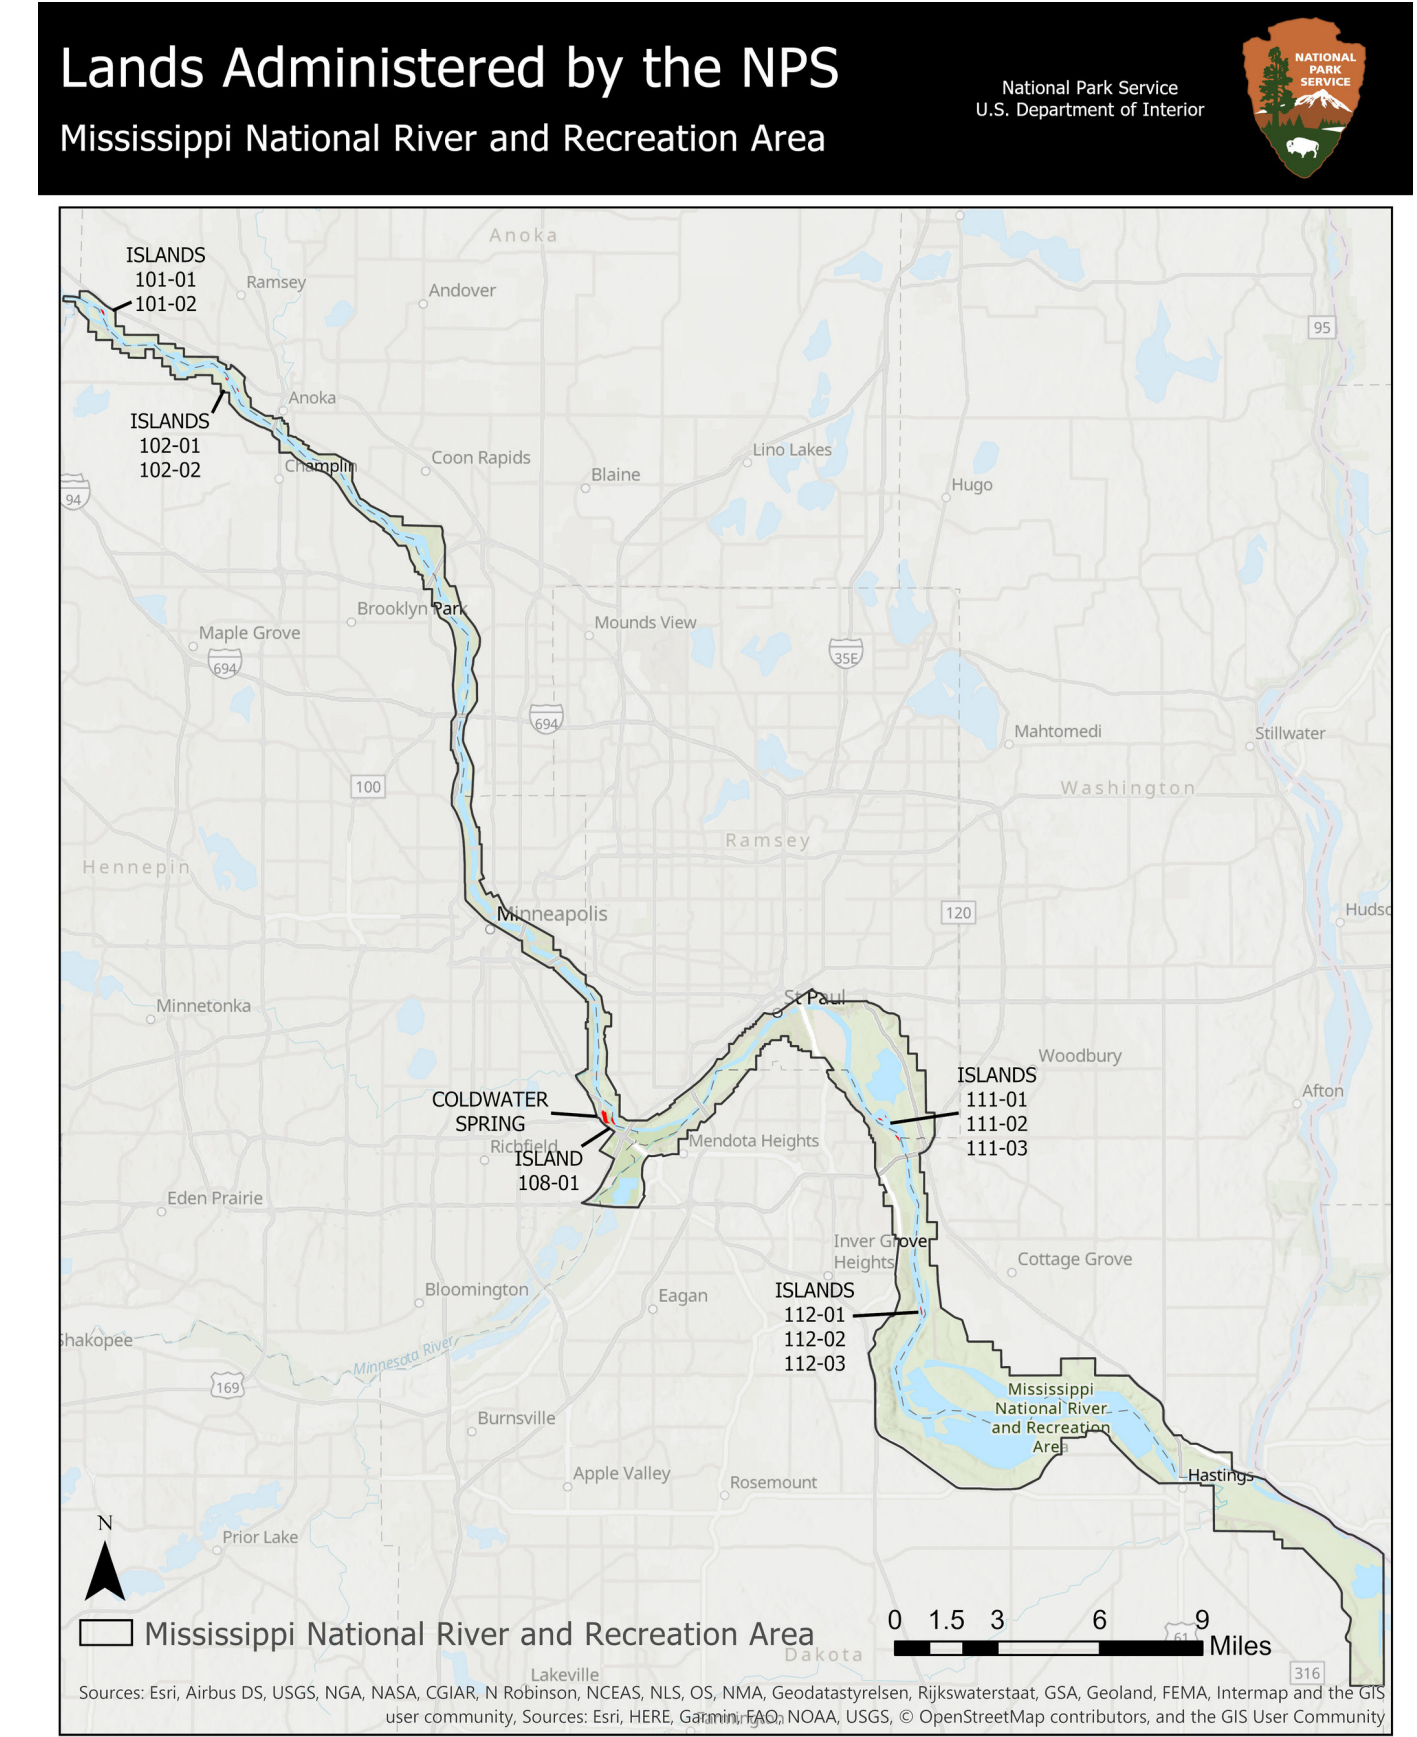 Lands Administered by the NPS
Mississippi National River and Recreation Area
National Park Service
U.S. Department of Interior
NATIONAL
PARK
SERVICE
Anoka
ISLANDS
101-01
101-02
Ramsey
Andover
95
ISLANDS
102-01
102-02
Anoka
Champlin
Coon Rapids
Blaine
Lino Lakes
Hugo
94
Brooklyn Park
Maple Grove
694
Mounds View
35E
694
Mahtomedi
Stillwater
100
Washington
Ramsey
Hennepin
Minneapolis
120
Hudso
Minnetonka
St Paul
Woodbury
Afton
COLDWATER
SPRING
Richfield
ISLAND
108-01
Mendota Heights
ISLANDS
111-01
111-02
111-03
Eden Prairie
Inver Grove
Heights
Cottage Grove
Bloomington
Eagan
ISLANDS
112-01
112-02
112-03
Shakopee
Minnesota River
169
Mississippi
National River
and Recreation
Area
Burnsville
Apple Valley
Rosemount
Hastings
N
Prior Lake
Mississippi National River and Recreation Area
0 1.5 3 6 9
Miles
61
Dakota
Lakeville
316
Sources: Esri, Airbus DS, USGS, NGA, NASA, CGIAR, N Robinson, NCEAS, NLS, OS, NMA, Geodatastyrelsen, Rijkswaterstaat, GSA, Geoland, FEMA, Intermap and the GIS
user community, Sources: Esri, HERE, Garmin, FAO, NOAA, USGS, © OpenStreetMap contributors, and the GIS User Community
Farmington